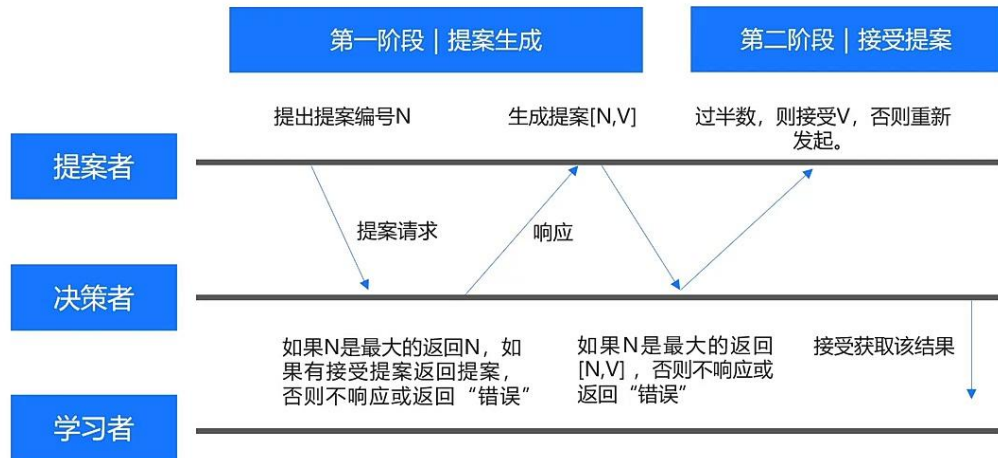 第一阶段 | 提案生成
第二阶段 | 接受提案
提出提案编号N
生成提案[N,V]
过半数，则接受V，否则重新
发起。
提案者
提案请求
响应
决策者
如果N是最大的返回N，如
果有接受提案返回提案，
否则不响应或返回“错误”
如果N是最大的返回
[N,V]，否则不响应或
返回“错误”
接受获取该结果
学习者